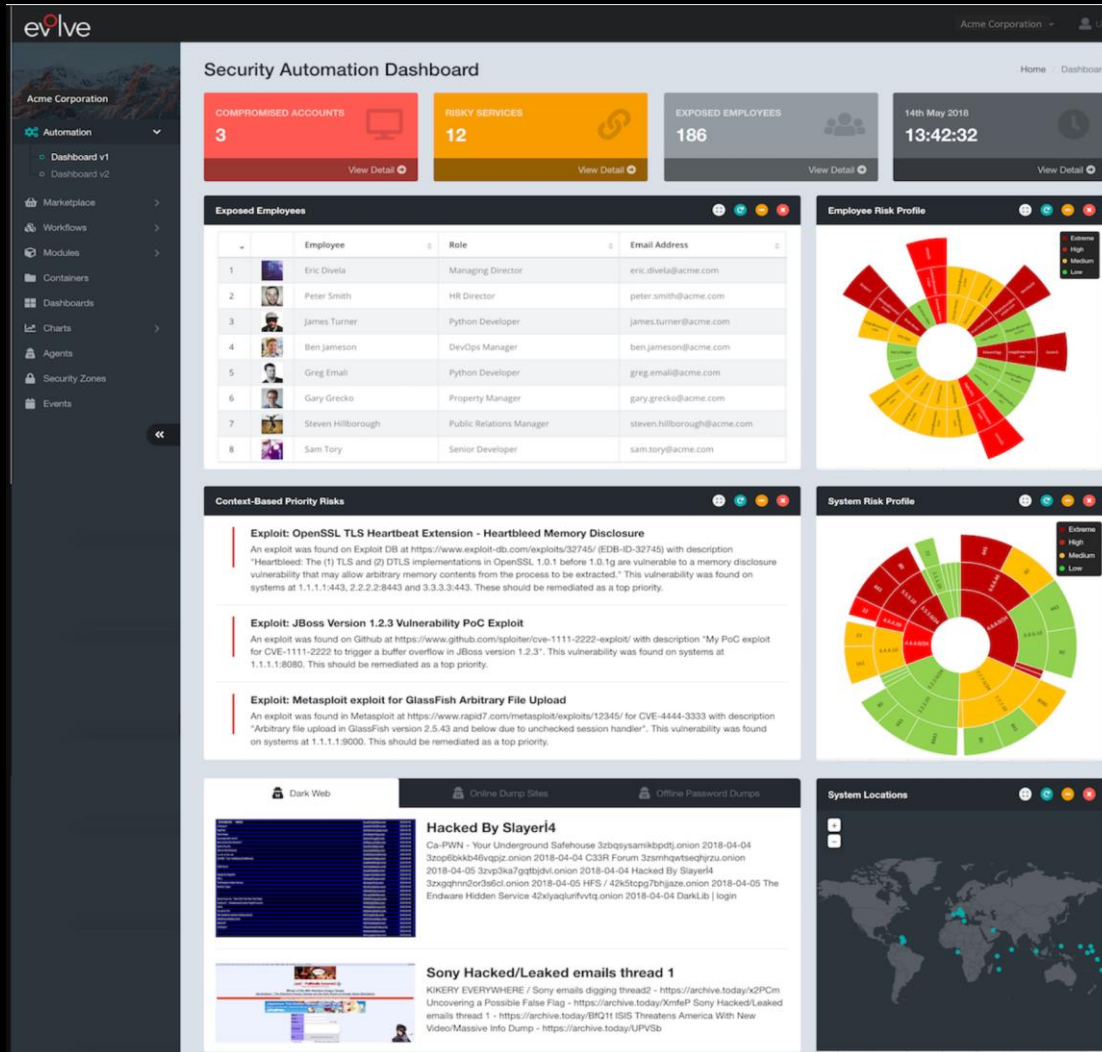 evolve
Acme Corporation
U
Acme Corporation
Automation
Dashboard v1
Dashboard v2
Marketplace
Workflows
Modules
Containers
Dashboards
Charts
Agents
Security Zones
Events
Security Automation Dashboard
Home / Dashboar
COMPROMISED ACCOUNTS
3
View Detail
RISKY SERVICES
12
View Detail
EXPOSED EMPLOYEES
186
View Detail
14th May 2018
13:42:32
View Detail
Exposed Employees
Employee Role Email Address
1 Eric Divela Managing Director eric.divela@acme.com
2 Peter Smith HR Director peter.smith@acme.com
3 James Turner Python Developer james.turner@acme.com
4 Ben Jameson DevOps Manager ben.jameson@acme.com
5 Greg Emali Python Developer greg.emali@acme.com
6 Gary Grecko Property Manager gary.grecko@acme.com
7 Steven Hillborough Public Relations Manager steven.hillborough@acme.com
8 Sam Tory Senior Developer sam.tory@acme.com
Employee Risk Profile
Extreme
High
Medium
Low
Context-Based Priority Risks
Exploit: OpenSSL TLS Heartbeat Extension - Heartbleed Memory Disclosure
An exploit was found on Exploit DB at https://www.exploit-db.com/exploits/32745/ (EDB-ID-32745) with description
"Heartbleed: The (1) TLS and (2) DTLS implementations in OpenSSL 1.0.1 before 1.0.1g are vulnerable to a memory disclosure
vulnerability that may allow arbitrary memory contents from the process to be extracted." This vulnerability was found on
systems at 1.1.1.1:443, 2.2.2.2:8443 and 3.3.3.3:443. These should be remediated as a top priority.
Exploit: JBoss Version 1.2.3 Vulnerability PoC Exploit
An exploit was found on Github at https://www.github.com/sploiter/cve-1111-2222-exploit/ with description "My PoC exploit
for CVE-1111-2222 to trigger a buffer overflow in JBoss version 1.2.3". This vulnerability was found on systems at
1.1.1.1:8080. This should be remediated as a top priority.
Exploit: Metasploit exploit for GlassFish Arbitrary File Upload
An exploit was found in Metasploit at https://www.rapid7.com/metasploit/exploits/12345/ for CVE-4444-3333 with description
"Arbitrary file upload in GlassFish version 2.5.43 and below due to unchecked session handler". This vulnerability was found
on systems at 1.1.1.1:9000. This should be remediated as a top priority.
System Risk Profile
Extreme
High
Medium
Low
Dark Web
Online Dump Sites
Offline Password Dumps
Hacked By Slayerİ4
Ca-PWN - Your Underground Safehouse 3zbqsysamikbpdtj.onion 2018-04-04
3zop6bkkb46vqpjz.onion 2018-04-04 C33R Forum 3zsmhqwtseqhjrzu.onion
2018-04-05 3zvp3ka7gqtbjdvl.onion 2018-04-04 Hacked By Slayerİ4
3zxgqhnn2or3s6cl.onion 2018-04-05 HFS / 42k5tcpg7bhjjaze.onion 2018-04-05 The
Endware Hidden Service 42xlyaqlurifvvtq.onion 2018-04-04 DarkLib | login
Sony Hacked/Leaked emails thread 1
KIKERY EVERYWHERE / Sony emails digging thread2 - https://archive.today/x2PCm
Uncovering a Possible False Flag - https://archive.today/XmfeP Sony Hacked/Leaked
emails thread 1 - https://archive.today/BfQ1t ISIS Threatens America With New
Video/Massive Info Dump - https://archive.today/UPVSb
System Locations
+
-